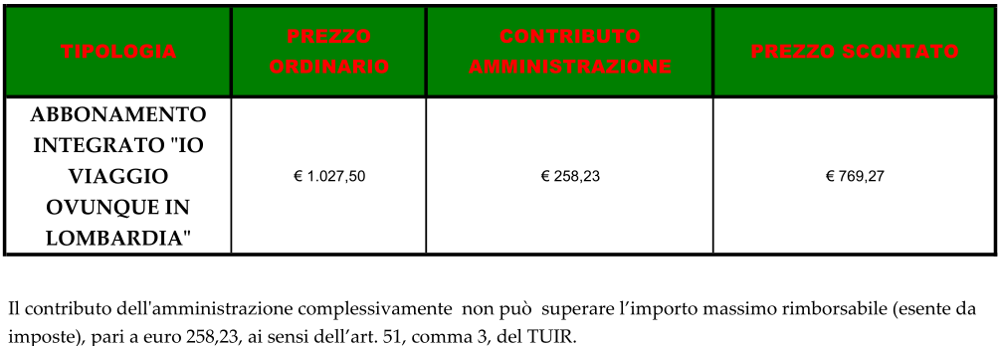 TIPOLOGIA
PREZZO
ORDINARIO
CONTRIBUTO
AMMINISTRAZIONE
PREZZO SCONTATO
ABBONAMENTO
INTEGRATO "IO
VIAGGIO
OVUNQUE IN
LOMBARDIA"
€ 1.027,50
€ 258,23
€ 769,27
Il contributo dell'amministrazione complessivamente non può superare l’importo massimo rimborsabile (esente da
imposte), pari a euro 258,23, ai sensi dell’art. 51, comma 3, del TUIR.